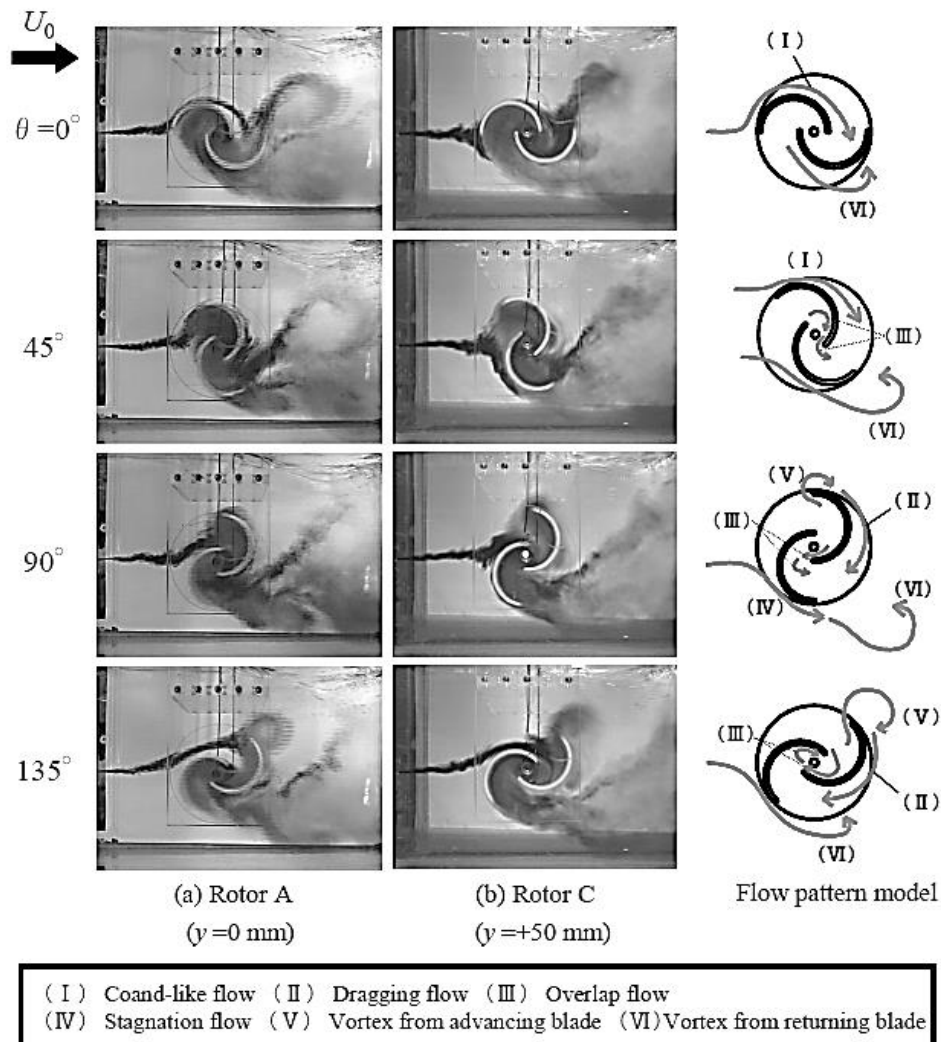 U₀
θ =0°
(Ⅰ)
(Ⅵ)
45°
(Ⅰ)
(Ⅲ)
(Ⅵ)
90°
(Ⅴ)
(Ⅱ)
(Ⅲ)
(Ⅳ)
(Ⅵ)
135°
(Ⅲ)
(Ⅴ)
(Ⅱ)
(Ⅵ)
(a) Rotor A
(y =0 mm)
(b) Rotor C
(y =+50 mm)
Flow pattern model
(Ⅰ) Coand-like flow (Ⅱ) Dragging flow (Ⅲ) Overlap flow
(Ⅳ) Stagnation flow (Ⅴ) Vortex from advancing blade (Ⅵ)Vortex from returning blade